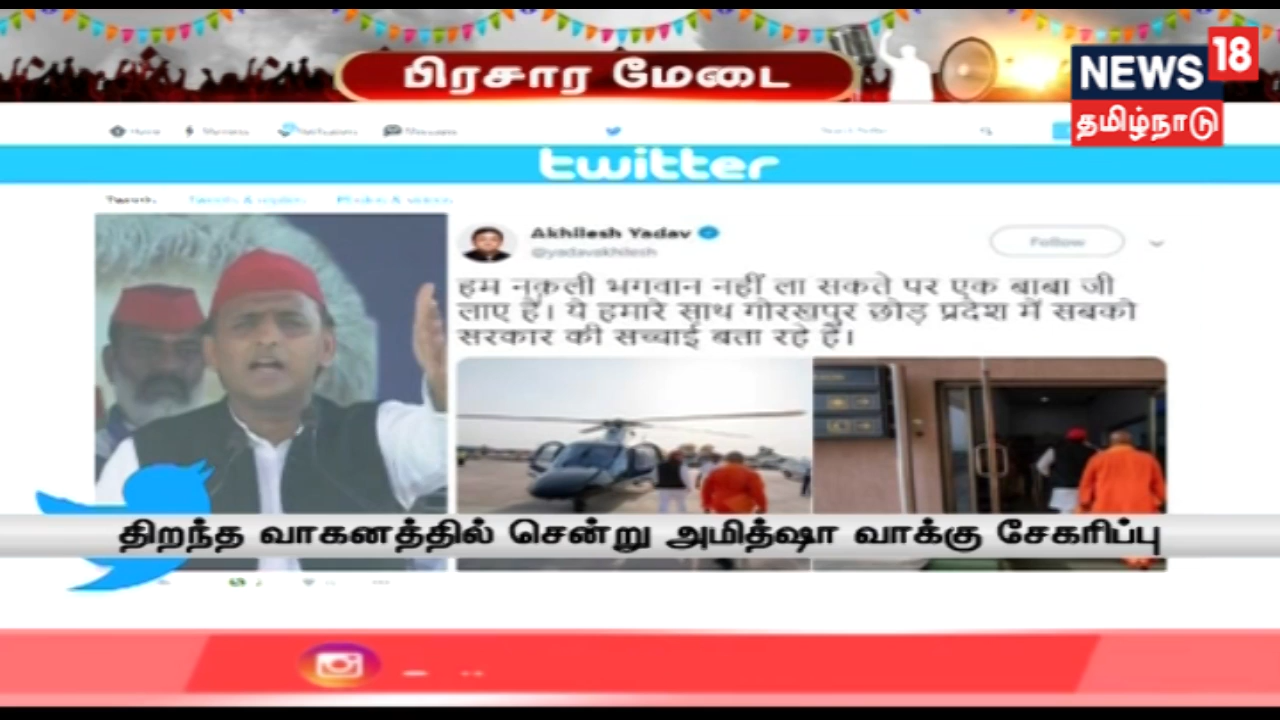 பிரசார மேடை
NEWS 18
தமிழ்நாடு
twitter
Akhilesh Yadav
@yadavakhilesh
Follow
हम नकली भगवान नहीं ला सकते पर एक बाबा जी
लाए हैं। ये हमारे साथ गोरखपुर छोड़ प्रदेश में सबको
सरकार की सच्चाई बता रहे हैं।
திறந்த வாகனத்தில் சென்று அமித்ஷா வாக்கு சேகரிப்பு